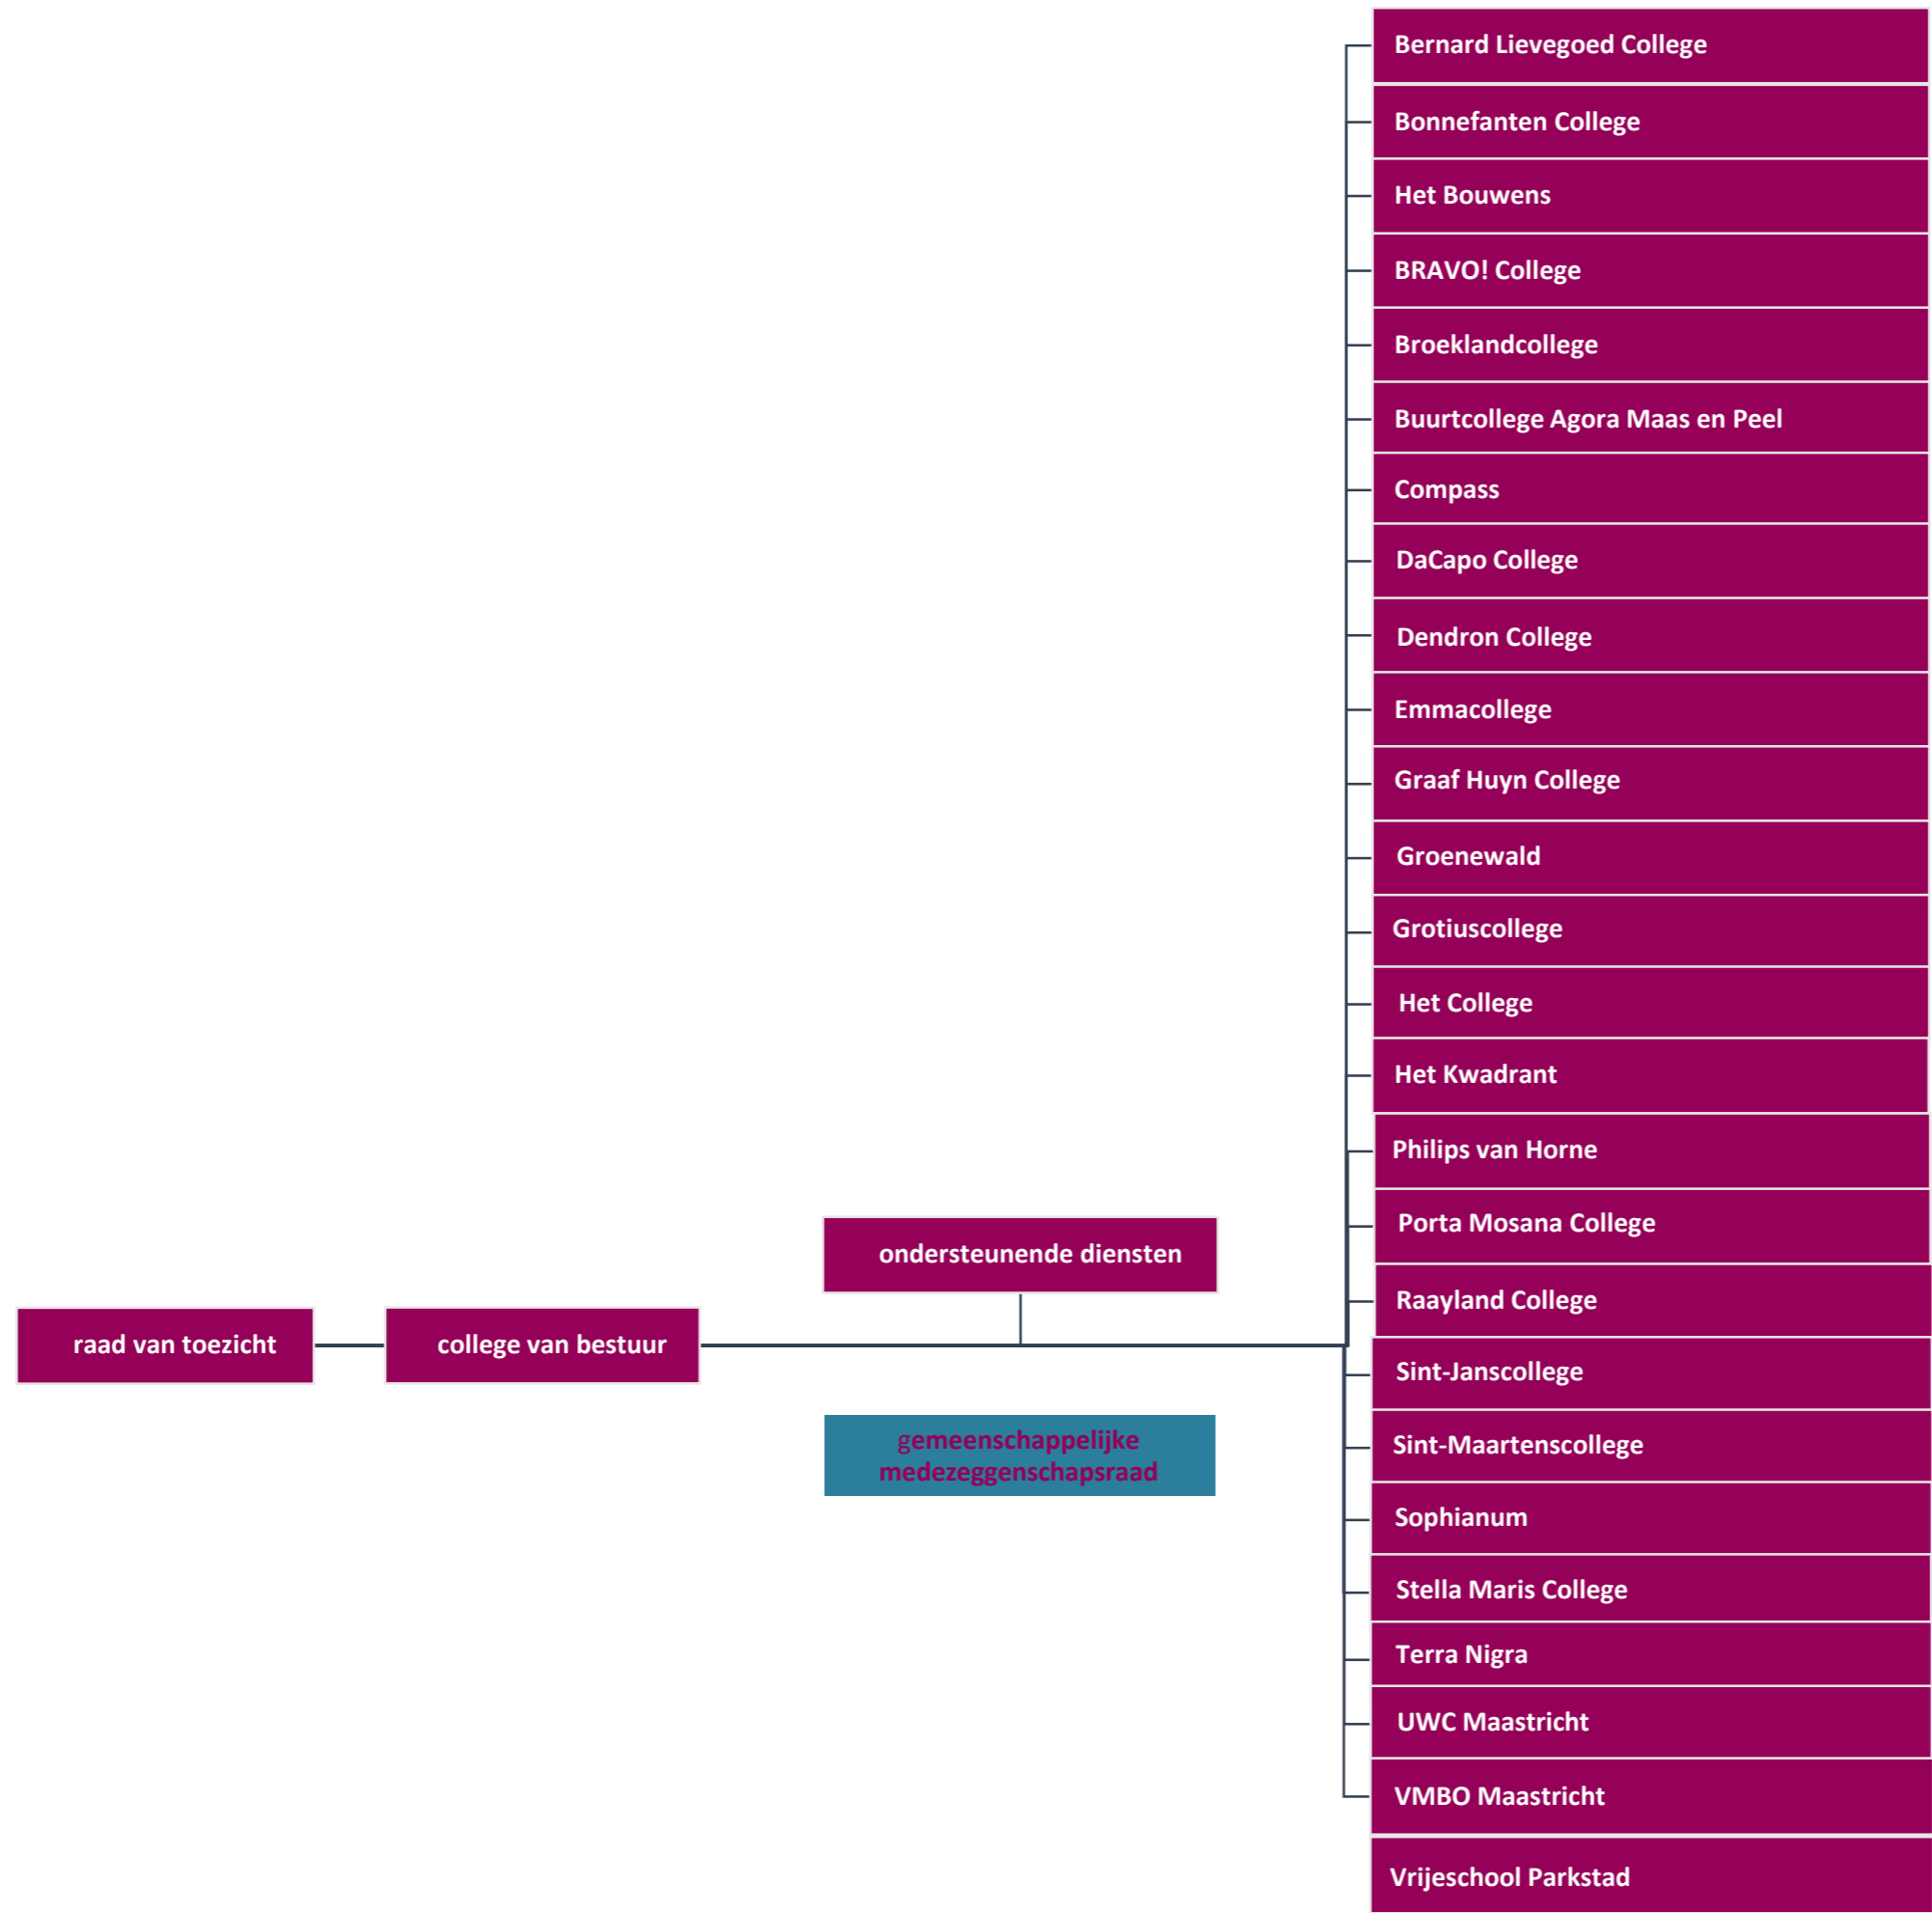 Bernard Lievegoed College
Bonnefanten College
Het Bouwens
BRAVO! College
Broeklandcollege
Buurtcollege Agora Maas en Peel
Compass
DaCapo College
Dendron College
Emmacollege
Graaf Huyn College
Groenewald
Grotiuscollege
Het College
Het Kwadrant
Philips van Horne
Porta Mosana College
Raayland College
Sint-Janscollege
Sint-Maartenscollege
Sophianum
Stella Maris College
Terra Nigra
UWC Maastricht
VMBO Maastricht
Vrijeschool Parkstad
ondersteunende diensten
raad van toezicht
college van bestuur
gemeenschappelijke
medezeggenschapsraad